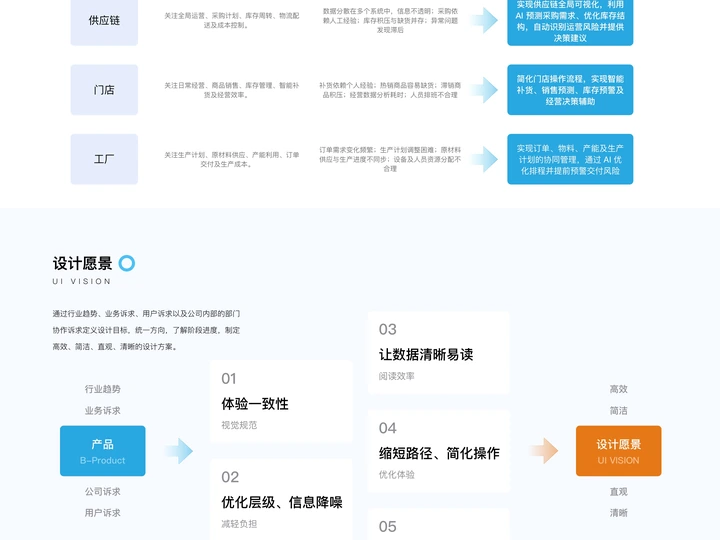 供应链
关注全局运营、采购计划、库存周转、物流配
送及成本控制。
数据分散在多个系统中，信息不透明；采购依
赖人工经验；库存积压与缺货并存；异常问题
发现滞后
实现供应链全局可视化，利用
AI 预测采购需求、优化库存结
构，自动识别运营风险并提供
决策建议
门店
关注日常经营、商品销售、库存管理、智能补
货及经营效率。
补货依赖个人经验；热销商品容易缺货；滞销商
品积压；经营数据分析耗时；人员排班不合理
简化门店操作流程，实现智能
补货、销售预测、库存预警及
经营决策辅助
工厂
关注生产计划、原材料供应、产能利用、订单
交付及生产成本。
订单需求变化频繁；生产计划调整困难；原材料
供应与生产进度不同步；设备及人员资源分配不
合理
实现订单、物料、产能及生产
计划的协同管理，通过 AI 优
化排程并提前预警交付风险
设计愿景
UI VISION
通过行业趋势、业务诉求、用户诉求以及公司内部的部门
协作诉求定义设计目标，统一方向，了解阶段进度，制定
高效、简洁、直观、清晰的设计方案。
行业趋势
业务诉求
产品
B-Product
公司诉求
用户诉求
01
体验一致性
视觉规范
02
优化层级、信息降噪
减轻负担
03
让数据清晰易读
阅读效率
04
缩短路径、简化操作
优化体验
05
高效
简洁
设计愿景
UI VISION
直观
清晰